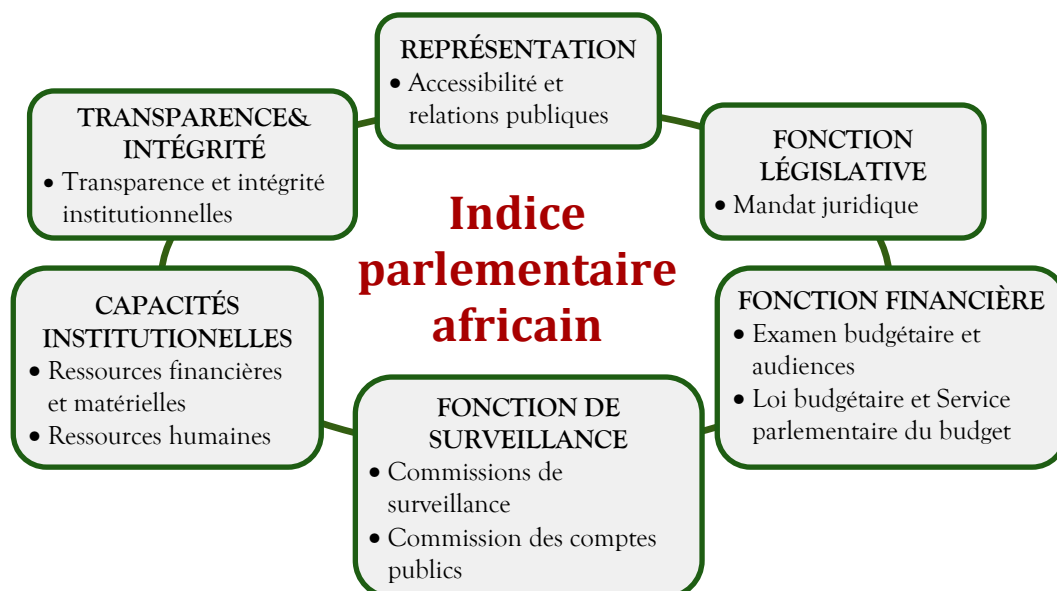 REPRÉSENTATION
• Accessibilité et
relations publiques
TRANSPARENCE&
INTÉGRITÉ
• Transparence et intégrité
institutionnelles
FONCTION
LÉGISLATIVE
• Mandat juridique
Indice
parlementaire
africain
CAPACITÉS
INSTITUTIONELLES
• Ressources financières
et matérielles
• Ressources humaines
FONCTION FINANCIÈRE
• Examen budgétaire et
audiences
• Loi budgétaire et Service
parlementaire du budget
FONCTION DE
SURVEILLANCE
• Commissions de
surveillance
• Commission des comptes
publics